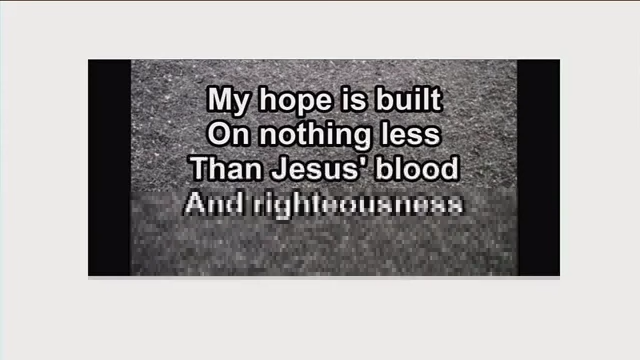 My hope is built
On nothing less
Than Jesus' blood
And righteousness